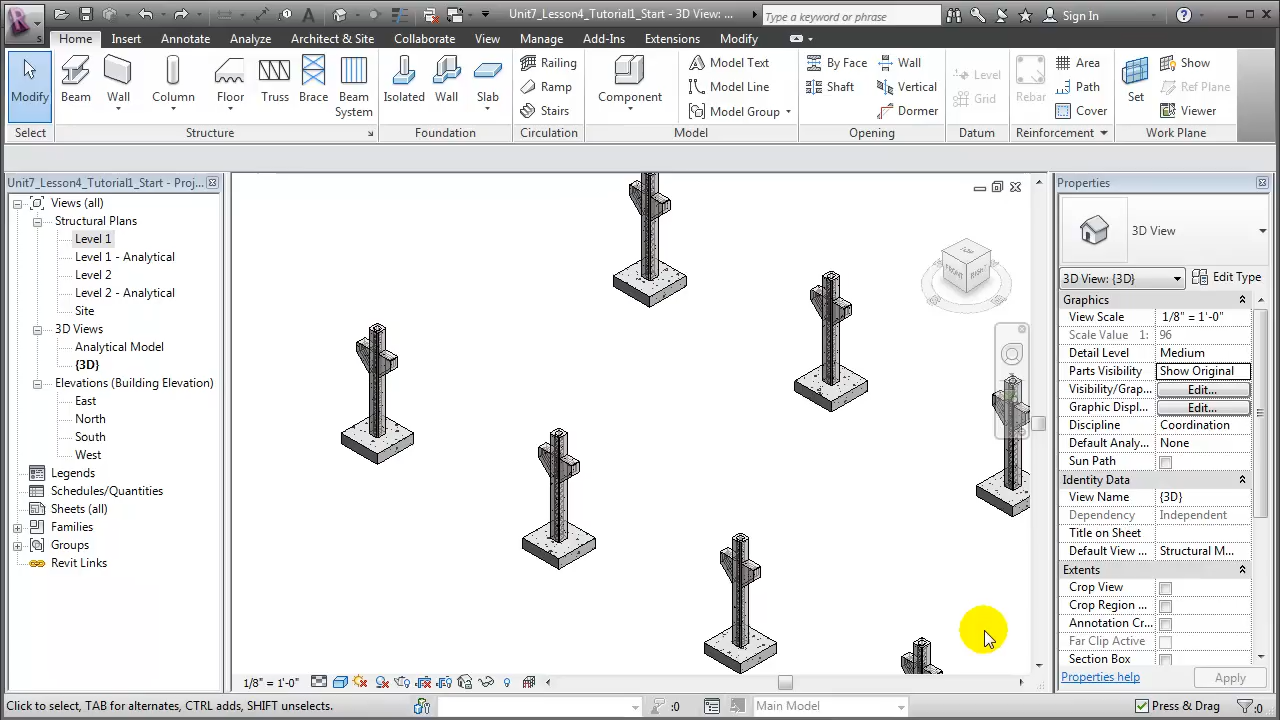 Unit7_Lesson4_Tutorial1_Start - 3D View: ...
Type a keyword or phrase
Sign In
Home
Insert
Annotate
Analyze
Architect & Site
Collaborate
View
Manage
Add-Ins
Extensions
Modify
Modify
Beam
Wall
Column
Floor
Truss
Brace
Beam
System
Isolated
Wall
Slab
Railing
Ramp
Stairs
Component
Model Text
Model Line
Model Group
By Face
Shaft
Wall
Vertical
Dormer
Level
Grid
Rebar
Area
Path
Cover
Set
Show
Ref Plane
Viewer
Select
Structure
Foundation
Circulation
Model
Opening
Datum
Reinforcement
Work Plane
Unit7_Lesson4_Tutorial1_Start - Proj...
Views (all)
Structural Plans
Level 1
Level 1 - Analytical
Level 2
Level 2 - Analytical
Site
3D Views
Analytical Model
{3D}
Elevations (Building Elevation)
East
North
South
West
Legends
Schedules/Quantities
Sheets (all)
Families
Groups
Revit Links
TOP
FRONT
RIGHT
Properties
3D View
3D View: {3D}
Edit Type
Graphics
View Scale 1/8" = 1'-0"
Scale Value 1: 96
Detail Level Medium
Parts Visibility Show Original
Visibility/Grap... Edit...
Graphic Displ... Edit...
Discipline Coordination
Default Analy... None
Sun Path
Identity Data
View Name {3D}
Dependency Independent
Title on Sheet
Default View ... Structural M...
Extents
Crop View
Crop Region ...
Annotation Cr...
Far Clip Active
Section Box
Properties help
Apply
1/8" = 1'-0"
Click to select, TAB for alternates, CTRL adds, SHIFT unselects.
:0
Main Model
Press & Drag
:0